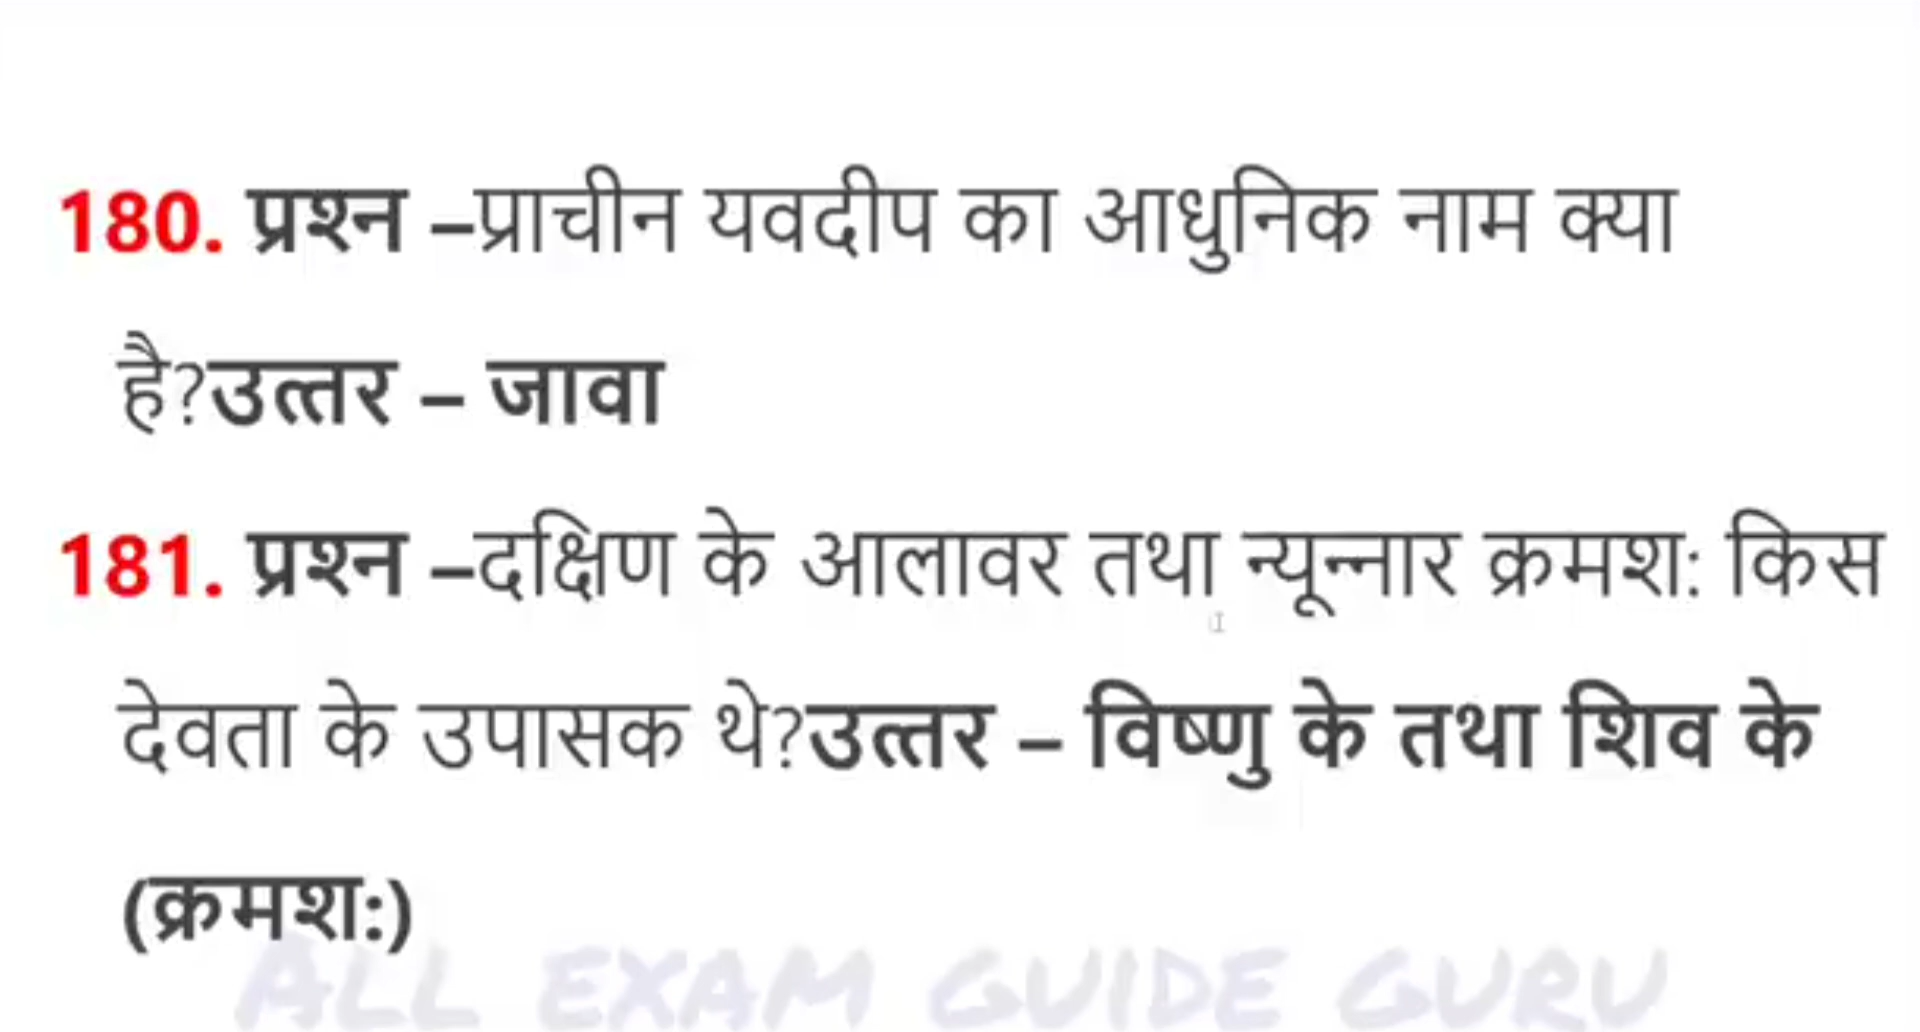 180. प्रश्न –प्राचीन यवदीप का आधुनिक नाम क्या
है?उत्तर – जावा
181. प्रश्न –दक्षिण के आलावर तथा न्यून्नार क्रमश: किस
देवता के उपासक थे?उत्तर – विष्णु के तथा शिव के
(क्रमश:)
ALL EXAM GUIDE GURU